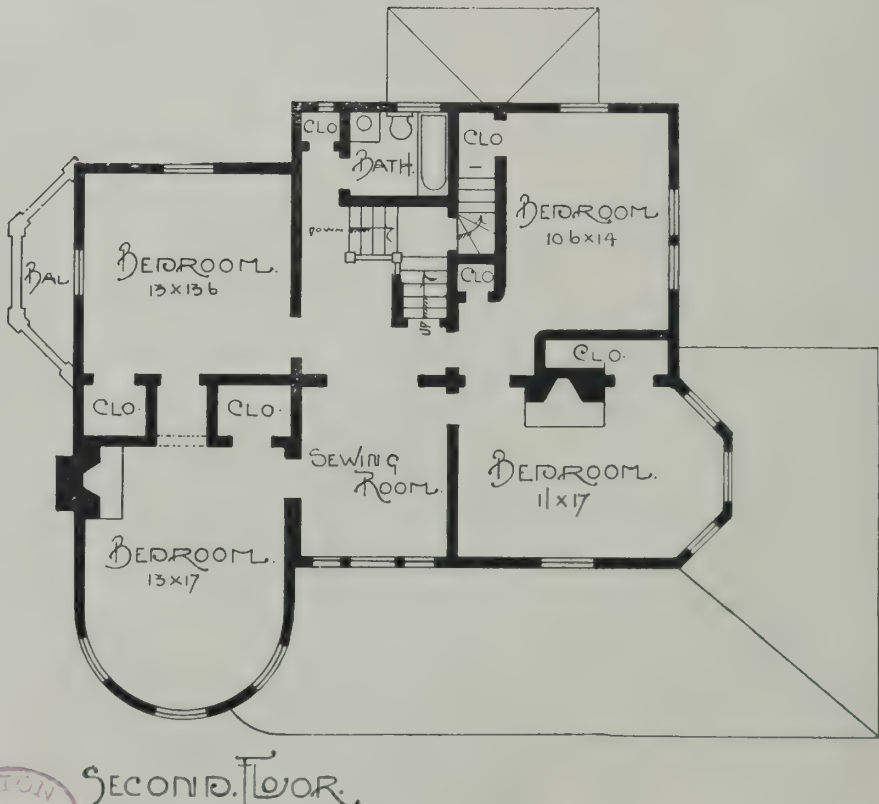 CLO
BATH.
CLO
BEDROOM
10 6 x 14
DOWN
BEDROOM.
13 x 13 6
BAL
CLO
UP
CLO.
CLO.
CLO.
SEWING
ROOM.
BEDROOM.
11 x 17
BEDROOM.
13 x 17
SECOND. FLOOR.
TON